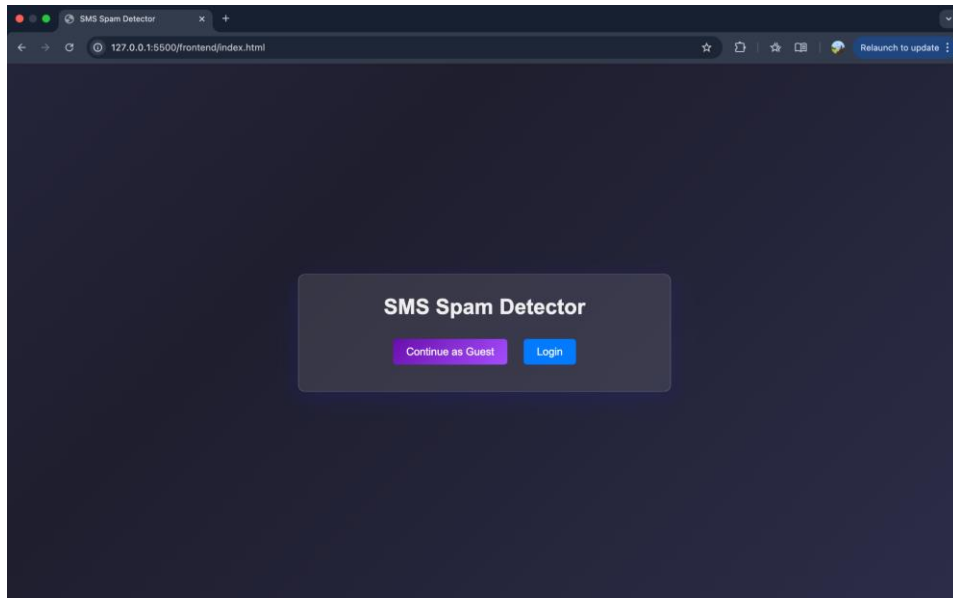 SMS Spam Detector
127.0.0.1:5500/frontend/index.html
Relaunch to update
SMS Spam Detector
Continue as Guest
Login